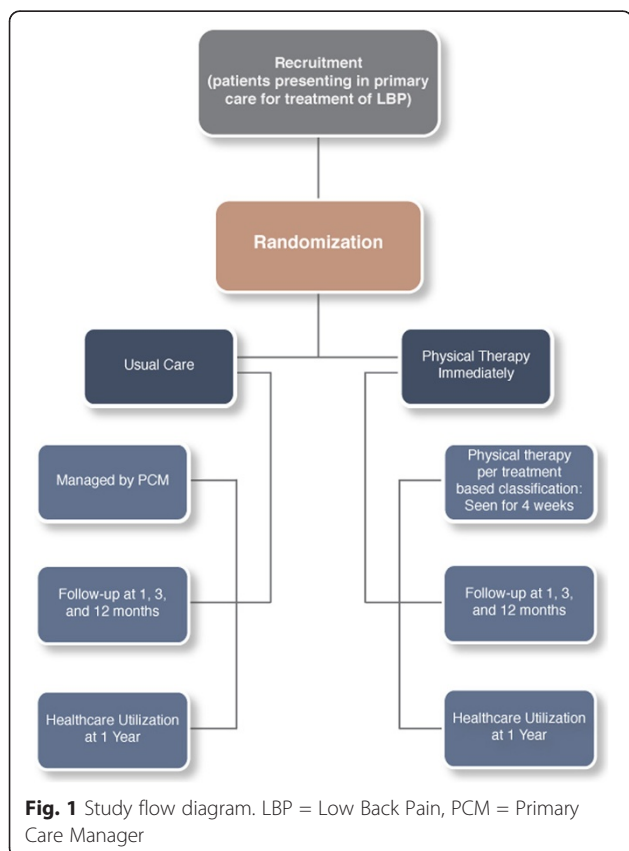 Recruitment
(patients presenting in primary
care for treatment of LBP)
Randomization
Usual Care
Physical Therapy
Immediately
Managed by PCM
Physical therapy
per treatment
based classification:
Seen for 4 weeks
Follow-up at 1, 3,
and 12 months
Follow-up at 1, 3,
and 12 months
Healthcare Utilization
at 1 Year
Healthcare Utilization
at 1 Year
Fig. 1 Study flow diagram. LBP = Low Back Pain, PCM = Primary
Care Manager